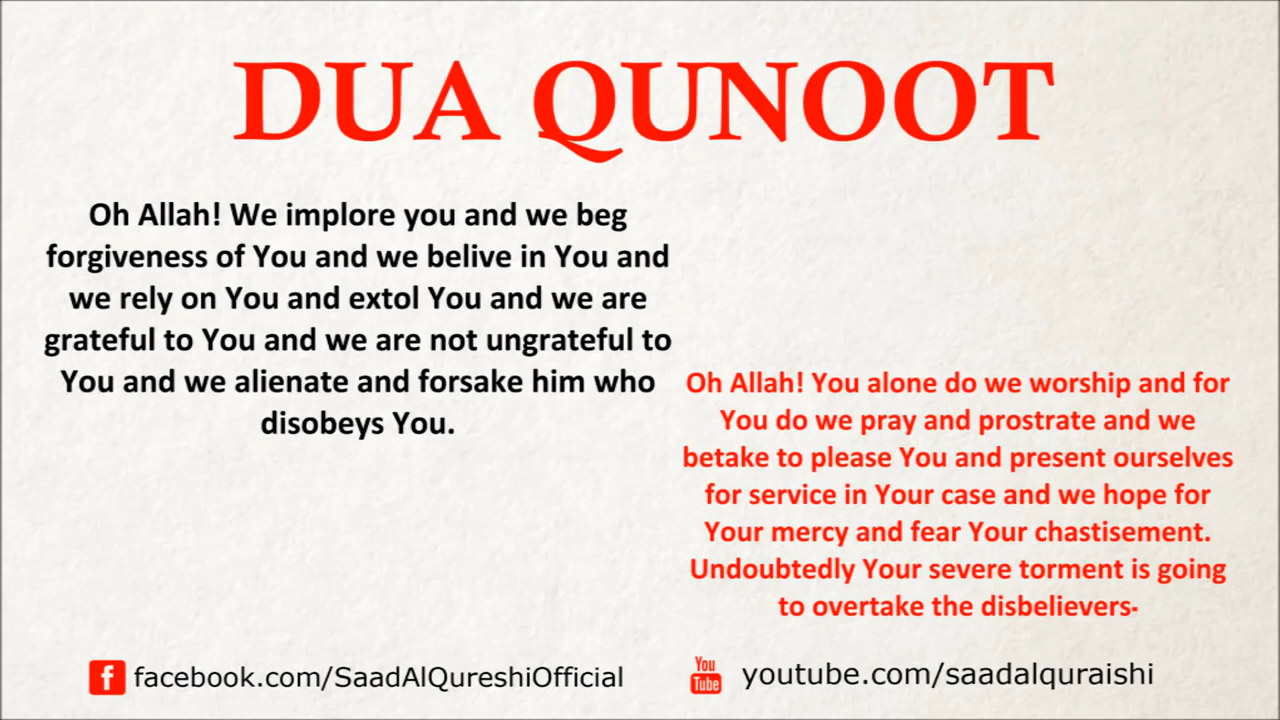 DUA QUNOOT
Oh Allah! We implore you and we beg
forgiveness of You and we belive in You and
we rely on You and extol You and we are
grateful to You and we are not ungrateful to
You and we alienate and forsake him who
disobeys You.
Oh Allah! You alone do we worship and for
You do we pray and prostrate and we
betake to please You and present ourselves
for service in Your case and we hope for
Your mercy and fear Your chastisement.
Undoubtedly Your severe torment is going
to overtake the disbelievers-
f facebook.com/SaadAlQureshiOfficial
You
Tube
youtube.com/saadalquraishi